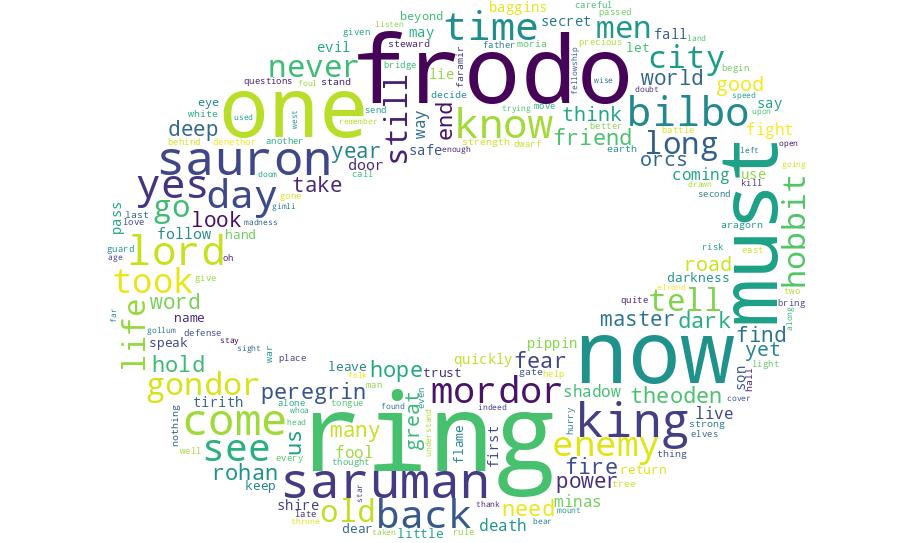 careful
baggins
passed
beyond
secret
given
listen
may
time
men
fall
land
steward
father
moria
precious
let
evil
bridge
frodo
city
begin
never
lie
faramir
fellowship
wise
doubt
questions
foul
stand
decide
world
good
eye
send
speed
white
used
west
one
still
way
end
trying
move
bilbo
upon
say
deep
remember
know
think
better
battle
fight
another
strength
dwarf
friend
earth
long
left
open
behind
denethor
safe
enough
orcs
going
sauron
year
door
coming
use
kill
doom
call
drawn
second
must
yes
day
take
gone
gimli
go
look
last
love
madness
pass
hobbit
aragorn
follow
hand
guard
lord
oh
risk
east
age
road
took
give
darkness
elrond
two
word
quite
tell
bring
far
name
life
master
dark
along
speak
gollum
defense
stay
find
sight
war
place
pippin
now
yet
hold
leave
hope
trust
quickly
fear
gate
help
light
son
hall
folk
man
gondor
peregrin
mordor
shadow
theoden
cover
tirith
alone
tongue
found
even
ring
indeed
hurry
king
live
come
whoa
great
strong
nothing
us
head
many
understand
flame
first
elves
see
fool
enemy
thing
well
every
thought
rohan
fire
return
keep
saruman
power
tree
star
shire
minas
late
old
back
thank
need
mount
throne
dear
death
bear
taken
little
rule